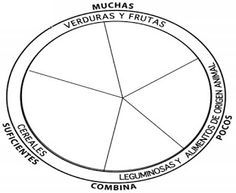 MUCHAS
VERDURAS Y FRUTAS
LEGUMINOSAS Y ALIMENTOS DE ORIGEN ANIMAL
POCOS
COMBINA
CEREALES
SUFICIENTES